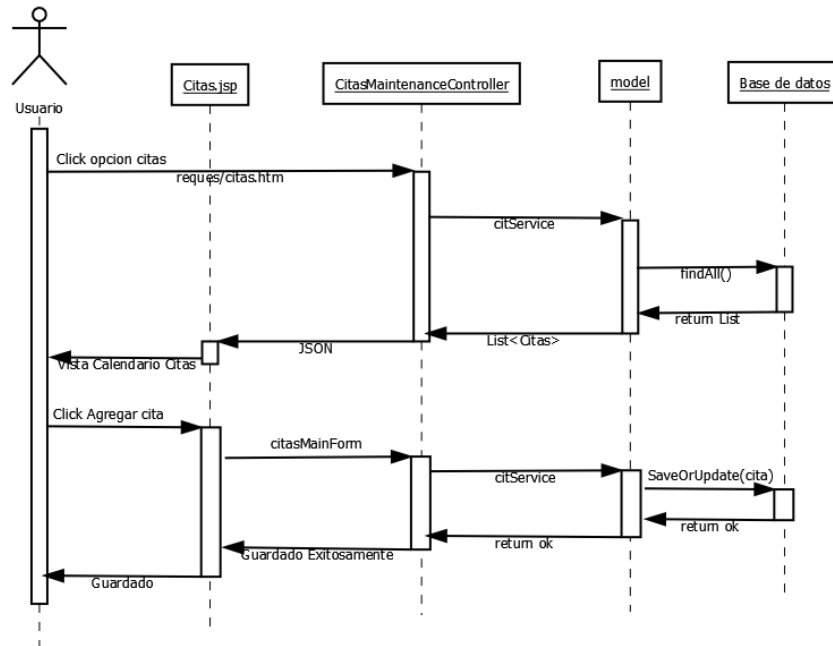 Usuario
Citas.jsp
CitasMaintenanceController
model
Base de datos
Click opcion citas
reques/citas.htm
citService
findAll()
return List
List<Citas>
JSON
Vista Calendario Citas
Click Agregar cita
citasMainForm
citService
SaveOrUpdate(cita)
return ok
return ok
Guardado Exitosamente
Guardado